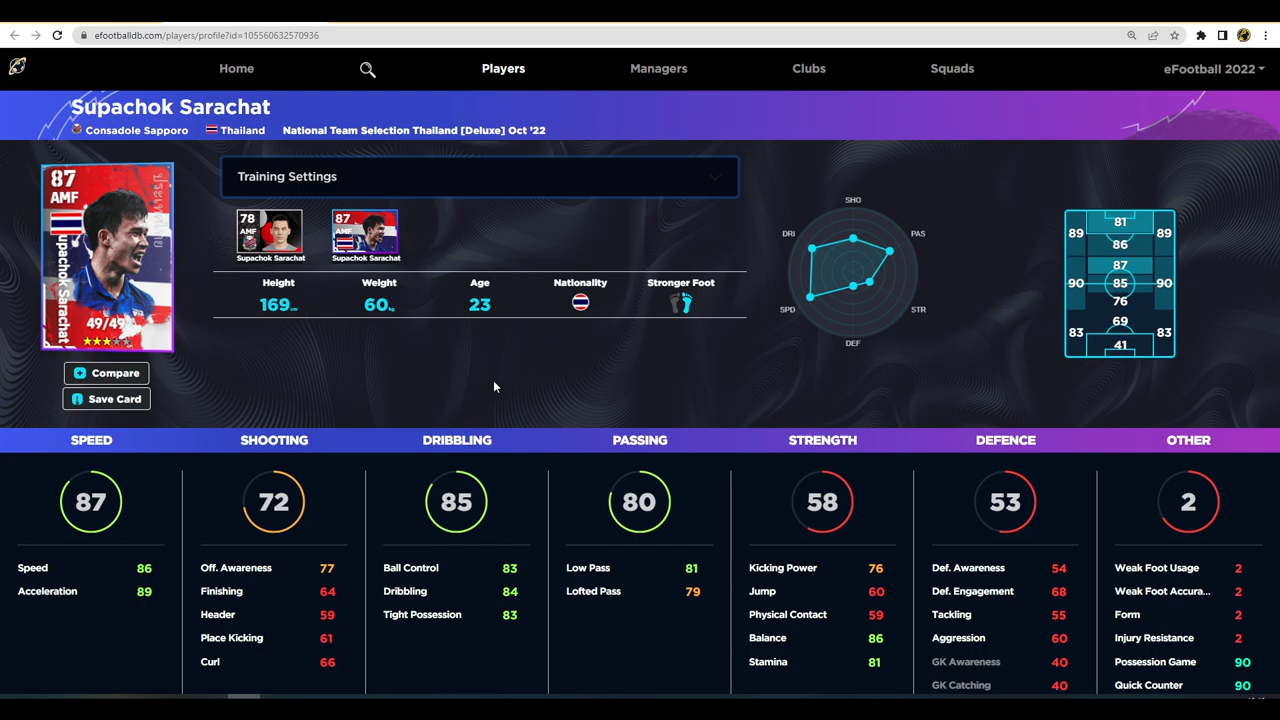 efootballdb.com/players/profile?id=105560632570936
Home
Players
Managers
Clubs
Squads
eFootball 2022
Supachok Sarachat
Consadole Sapporo
Thailand
National Team Selection Thailand [Deluxe] Oct '22
87
AMF
upachok Sarachat
49/49
Compare
Save Card
Training Settings
78
AMF
Supachok Sarachat
87
Supachok Sarachat
Height Weight Age Nationality Stronger Foot
169cm 60kg 23
SHO
DRI PAS
SPD STR
DEF
81
89 89
86
87
90 85 90
76
69
83 83
41
SPEED
87
Speed 86
Acceleration 89
SHOOTING
72
Off. Awareness 77
Finishing 64
Header 59
Place Kicking 61
Curl 66
DRIBBLING
85
Ball Control 83
Dribbling 84
Tight Possession 83
PASSING
80
Low Pass 81
Lofted Pass 79
STRENGTH
58
Kicking Power 76
Jump 60
Physical Contact 59
Balance 86
Stamina 81
DEFENCE
53
Def. Awareness 54
Def. Engagement 68
Tackling 55
Aggression 60
GK Awareness 40
GK Catching 40
OTHER
2
Weak Foot Usage 2
Weak Foot Accura... 2
Form 2
Injury Resistance 2
Possession Game 90
Quick Counter 90